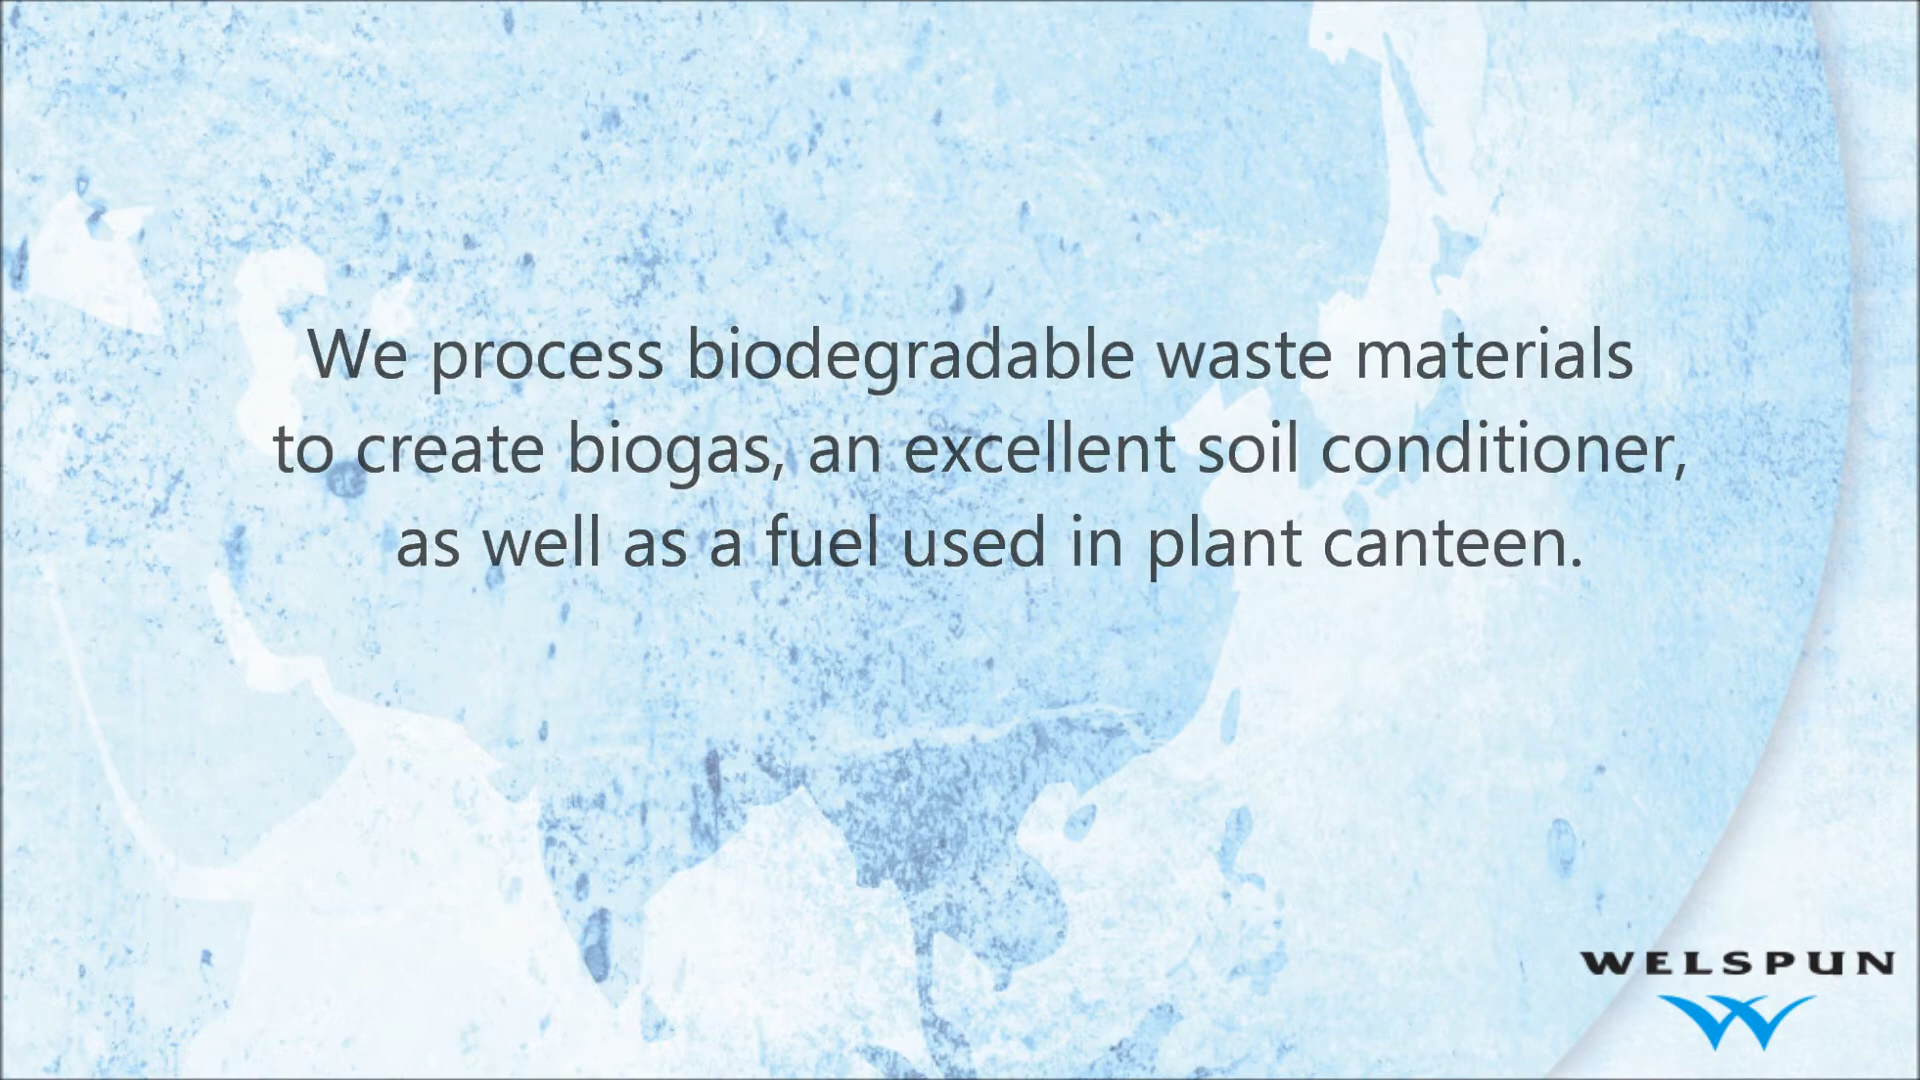 We process biodegradable waste materials
to create biogas, an excellent soil conditioner,
as well as a fuel used in plant canteen.
WELSPUN